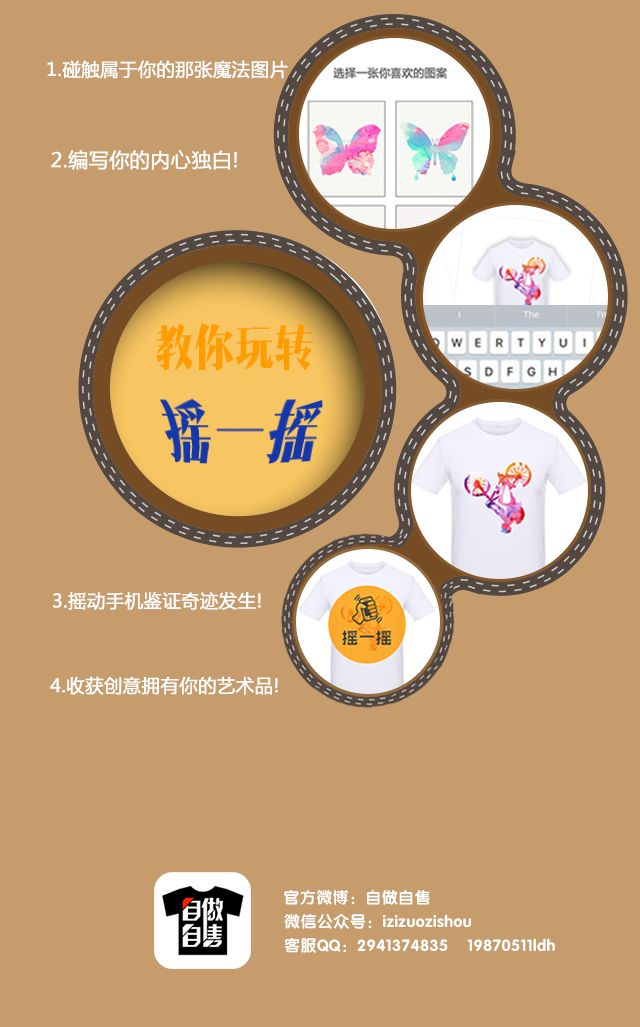 1.碰触属于你的那张魔法图片
选择一张你喜欢的图案
2.编写你的内心独白!
I The I'm
Q W E R T Y U I
S D F G H
教你玩转
摇一摇
3.摇动手机鉴证奇迹发生!
摇一摇
4.收获创意拥有你的艺术品!
自做
自售
官方微博：自做自售
微信公众号：izizuozishou
客服QQ：2941374835 19870511ldh